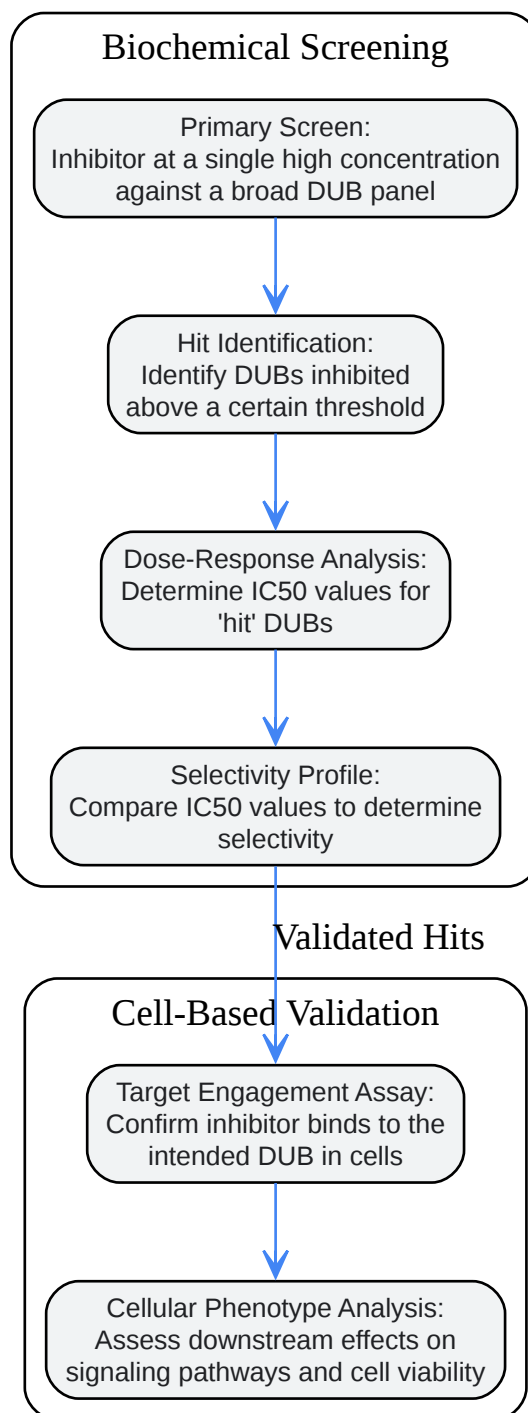 Biochemical Screening
Primary Screen:
Inhibitor at a single high concentration
against a broad DUB panel
Hit Identification:
Identify DUBs inhibited
above a certain threshold
Dose-Response Analysis:
Determine IC50 values for
'hit' DUBs
Selectivity Profile:
Compare IC50 values to determine
selectivity
Validated Hits
Cell-Based Validation
Target Engagement Assay:
Confirm inhibitor binds to the
intended DUB in cells
Cellular Phenotype Analysis:
Assess downstream effects on
signaling pathways and cell viability